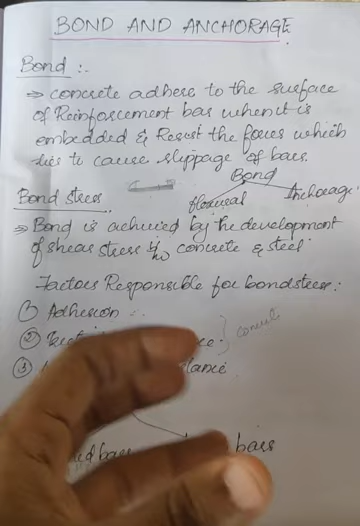 BOND AND ANCHORAGE
Bond :-
⇒ concrete adhere to the surface
of Reinforcement bar when it is
embedded & Resist the forces which
ties to cause slippage of bars.
Bond
Bond stress
flexural Anchorage
⇒ Bond is achieved by the development
of shear stress b/w concrete & steel.
Factors Responsible for bond stress :
① Adhesion :-
②
③
bars bars